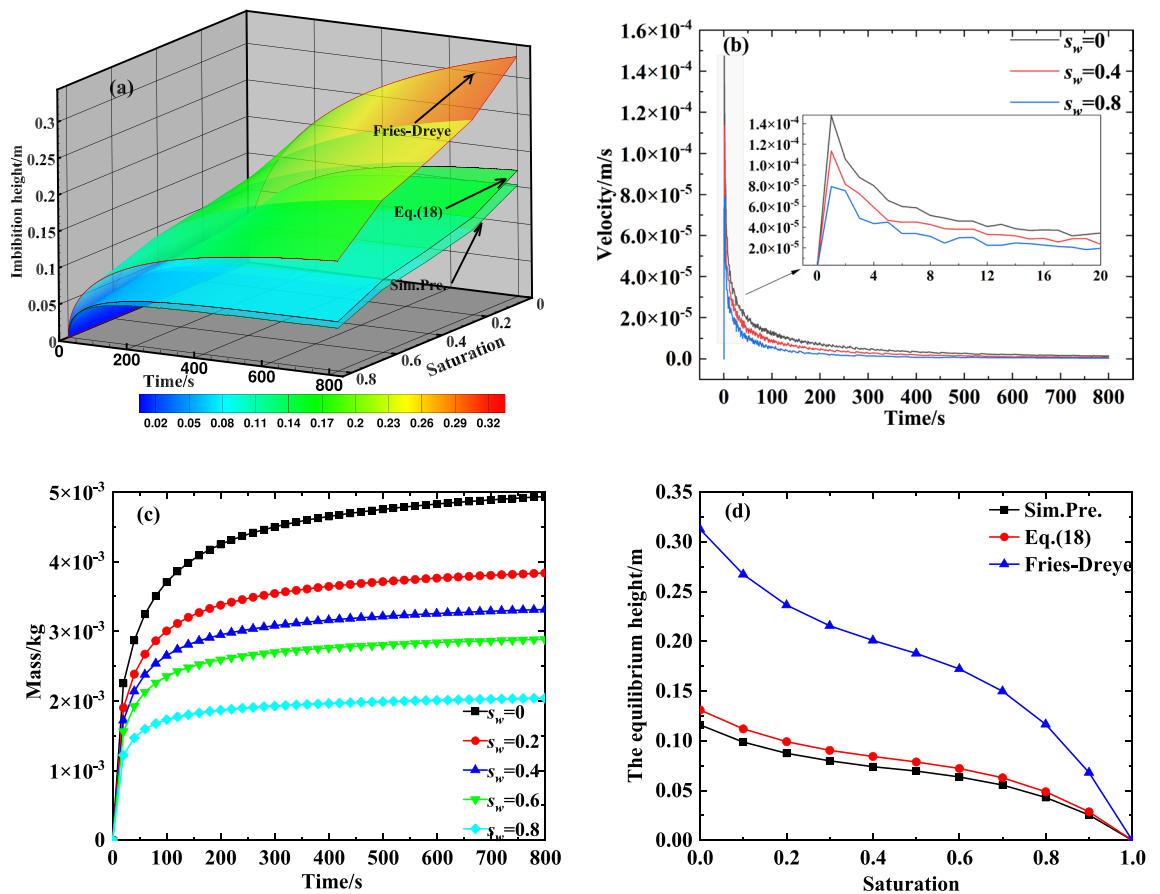 (a)
Imbibition height/m
0.3
0.25
0.2
0.15
0.1
0.05
0
Fries-Dreye
Eq.(18)
Sim.Pre.
0 200 400 600 800
Time/s
0.8 0.6 0.4 0.2 0
Saturation
0.02 0.05 0.08 0.11 0.14 0.17 0.2 0.23 0.26 0.29 0.32
(b)
Velocity/m/s
1.6×10⁻⁴
1.4×10⁻⁴
1.2×10⁻⁴
1.0×10⁻⁴
8.0×10⁻⁵
6.0×10⁻⁵
4.0×10⁻⁵
2.0×10⁻⁵
0.0
s_w=0
s_w=0.4
s_w=0.8
1.4×10⁻⁴
1.2×10⁻⁴
1.0×10⁻⁴
8.0×10⁻⁵
6.0×10⁻⁵
4.0×10⁻⁵
2.0×10⁻⁵
0 4 8 12 16 20
0 100 200 300 400 500 600 700 800
Time/s
(c)
Mass/kg
5×10⁻³
4×10⁻³
3×10⁻³
2×10⁻³
1×10⁻³
0
s_w=0
s_w=0.2
s_w=0.4
s_w=0.6
s_w=0.8
0 100 200 300 400 500 600 700 800
Time/s
(d)
The equilibrium height/m
0.35
0.30
0.25
0.20
0.15
0.10
0.05
0.00
Sim.Pre.
Eq.(18)
Fries-Dreye
0.0 0.2 0.4 0.6 0.8 1.0
Saturation